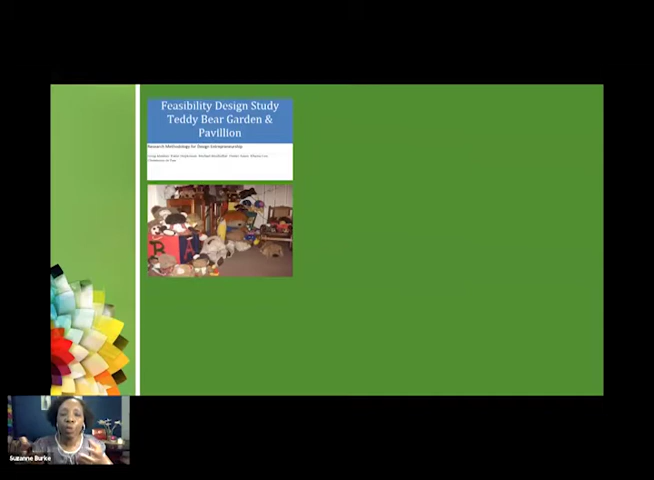 Feasibility Design Study
Teddy Bear Garden &
Pavillion
Research Methodology for Design Entrepreneurship
B A
Suzanne Burke